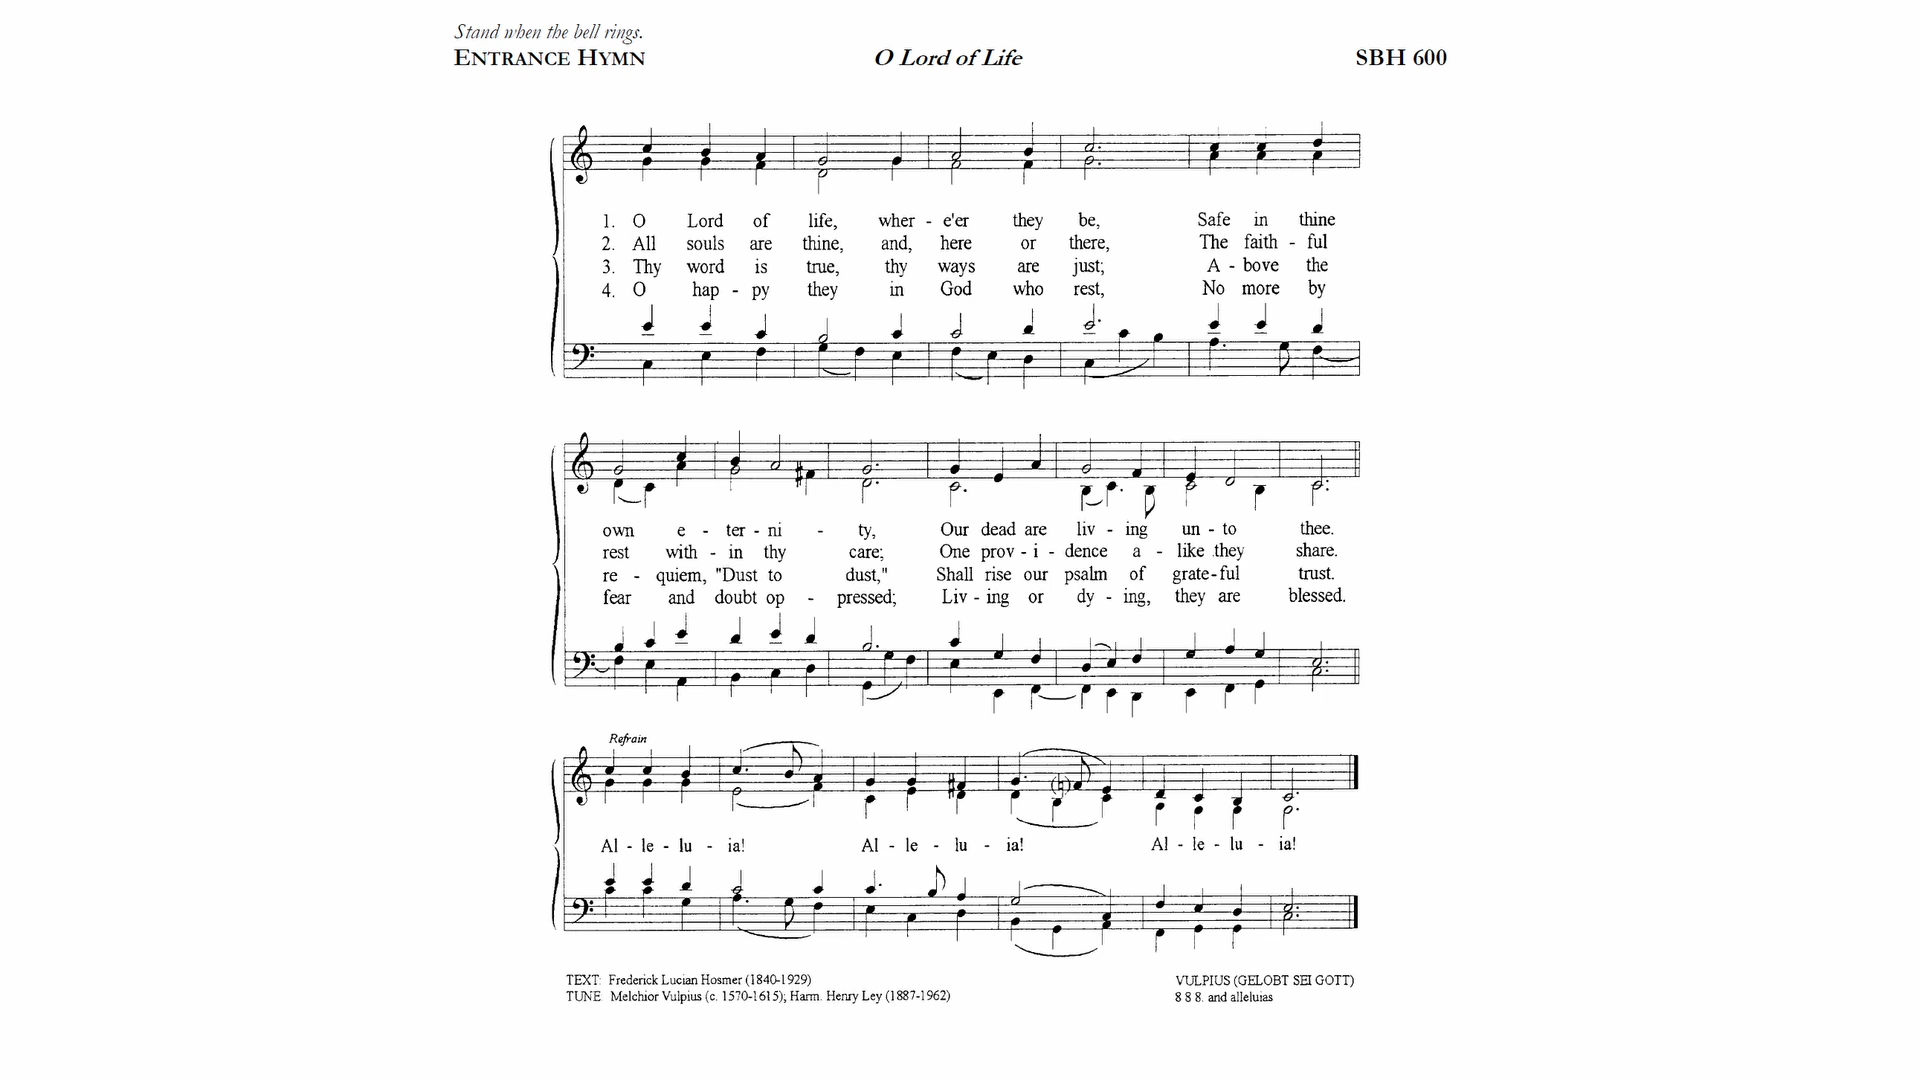 Stand when the bell rings.
ENTRANCE HYMN O Lord of Life SBH 600
1. O Lord of life, wher - e'er they be, Safe in thine
2. All souls are thine, and, here or there, The faith - ful
3. Thy word is true, thy ways are just; A - bove the
4. O hap - py they in God who rest, No more by
own e - ter - ni - ty, Our dead are liv - ing un - to thee.
rest with - in thy care; One prov - i - dence a - like they share.
re - quiem, "Dust to dust," Shall rise our psalm of grate - ful trust.
fear and doubt op - pressed; Liv - ing or dy - ing, they are blessed.
Refrain
Al - le - lu - ia! Al - le - lu - ia! Al - le - lu - ia!
TEXT: Frederick Lucian Hosmer (1840-1929) VULPIUS (GELOBT SEI GOTT)
TUNE Melchior Vulpius (c. 1570-1615); Harm. Henry Ley (1887-1962) 8 8 8. and alleluias